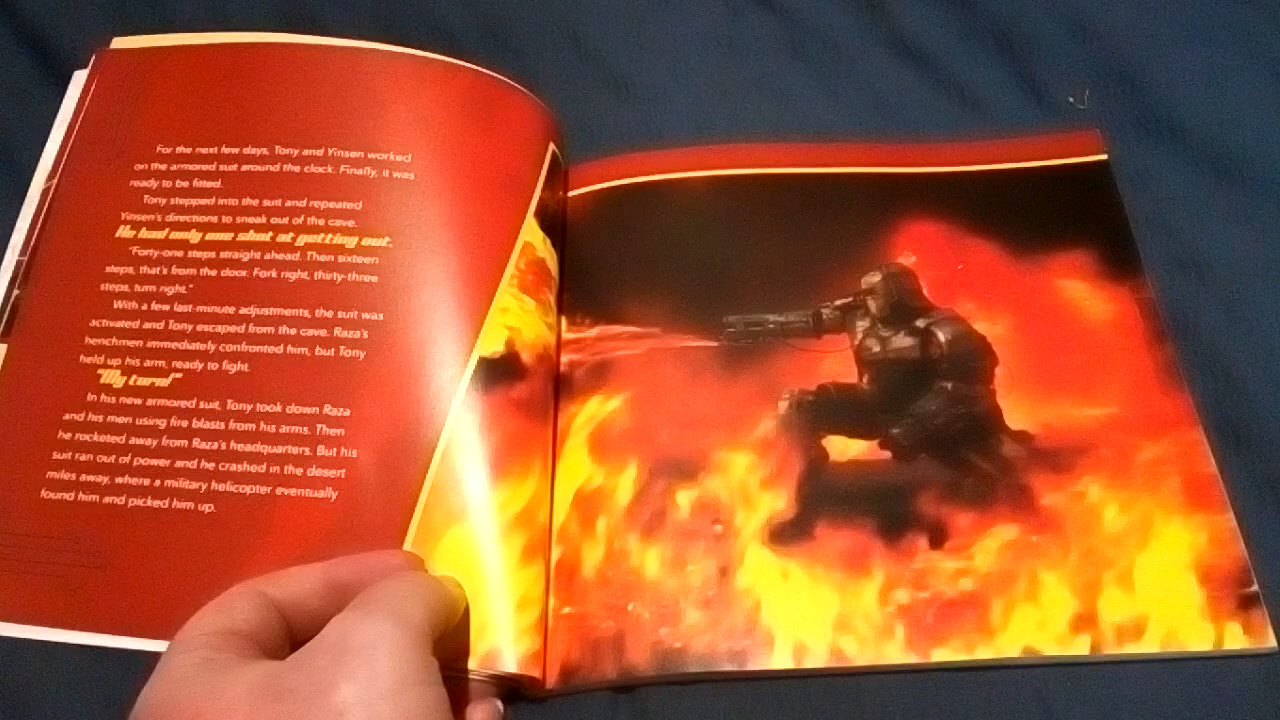 For the next few days, Tony and Yinsen worked
on the armored suit around the clock. Finally, it was
ready to be fitted.
Tony stepped into the suit and repeated
Yinsen's directions to sneak out of the cave.
He had only one shot at getting out.
"Forty-one steps straight ahead. Then sixteen
steps, that's from the door. Fork right, thirty-three
steps, turn right."
With a few last-minute adjustments, the suit was
activated and Tony escaped from the cave. Raza's
henchmen immediately confronted him, but Tony
held up his arm, ready to fight.
"My turn!"
In his new armored suit, Tony took down Raza
and his men using fire blasts from his arms. Then
he rocketed away from Raza's headquarters. But his
suit ran out of power and he crashed in the desert
miles away, where a military helicopter eventually
found him and picked him up.